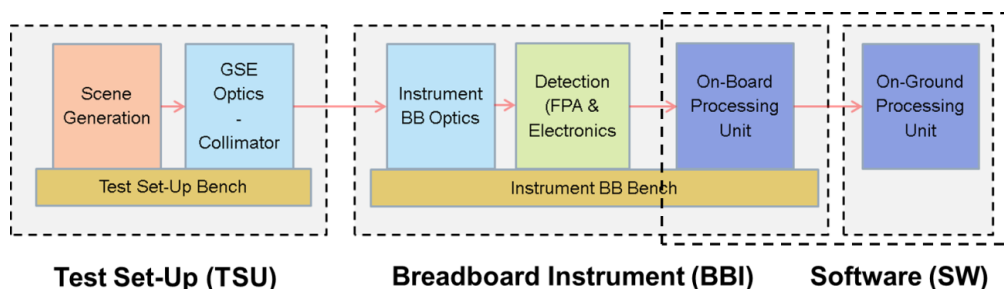 Scene
Generation
GSE
Optics
-
Collimator
Test Set-Up Bench
Instrument
BB Optics
Detection
(FPA &
Electronics
On-Board
Processing
Unit
Instrument BB Bench
On-Ground
Processing
Unit
Test Set-Up (TSU)
Breadboard Instrument (BBI)
Software (SW)